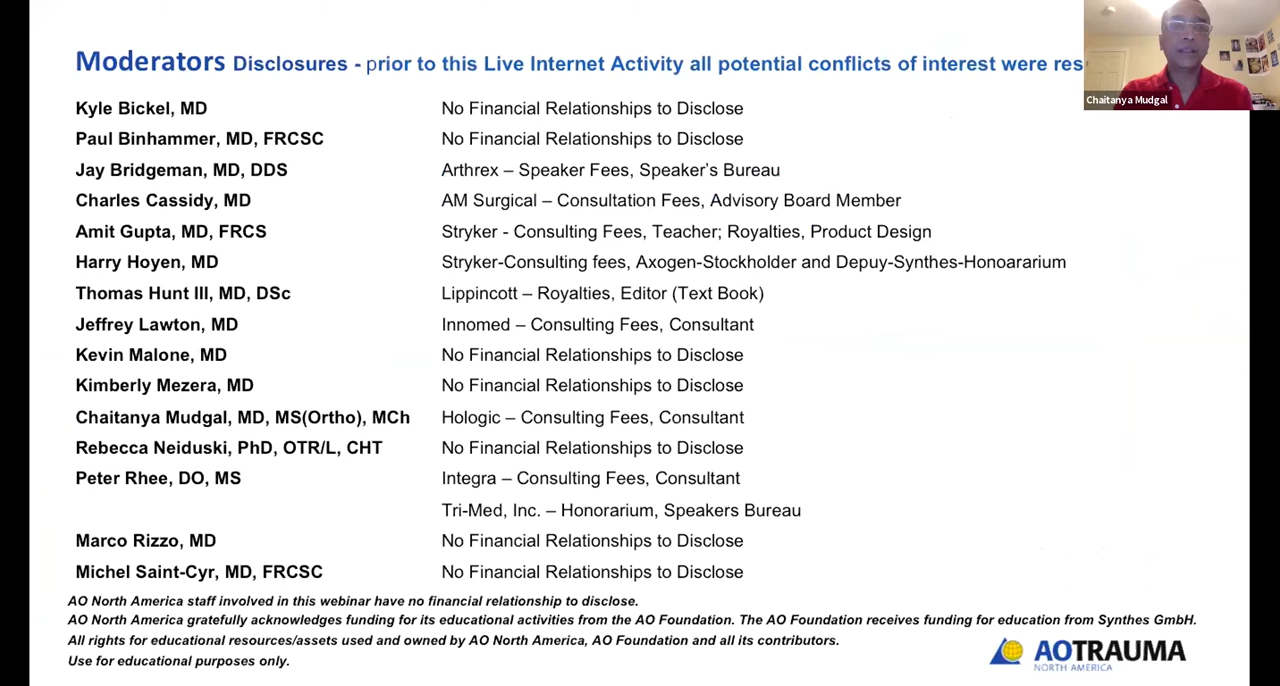 Moderators Disclosures - prior to this Live Internet Activity all potential conflicts of interest were res
Chaitanya Mudgal
Kyle Bickel, MD No Financial Relationships to Disclose
Paul Binhammer, MD, FRCSC No Financial Relationships to Disclose
Jay Bridgeman, MD, DDS Arthrex – Speaker Fees, Speaker’s Bureau
Charles Cassidy, MD AM Surgical – Consultation Fees, Advisory Board Member
Amit Gupta, MD, FRCS Stryker - Consulting Fees, Teacher; Royalties, Product Design
Harry Hoyen, MD Stryker-Consulting fees, Axogen-Stockholder and Depuy-Synthes-Honoararium
Thomas Hunt III, MD, DSc Lippincott – Royalties, Editor (Text Book)
Jeffrey Lawton, MD Innomed – Consulting Fees, Consultant
Kevin Malone, MD No Financial Relationships to Disclose
Kimberly Mezera, MD No Financial Relationships to Disclose
Chaitanya Mudgal, MD, MS(Ortho), MCh Hologic – Consulting Fees, Consultant
Rebecca Neiduski, PhD, OTR/L, CHT No Financial Relationships to Disclose
Peter Rhee, DO, MS Integra – Consulting Fees, Consultant
Tri-Med, Inc. – Honorarium, Speakers Bureau
Marco Rizzo, MD No Financial Relationships to Disclose
Michel Saint-Cyr, MD, FRCSC No Financial Relationships to Disclose
AO North America staff involved in this webinar have no financial relationship to disclose.
AO North America gratefully acknowledges funding for its educational activities from the AO Foundation. The AO Foundation receives funding for education from Synthes GmbH.
All rights for educational resources/assets used and owned by AO North America, AO Foundation and all its contributors.
Use for educational purposes only.
AOTRAUMA
NORTH AMERICA